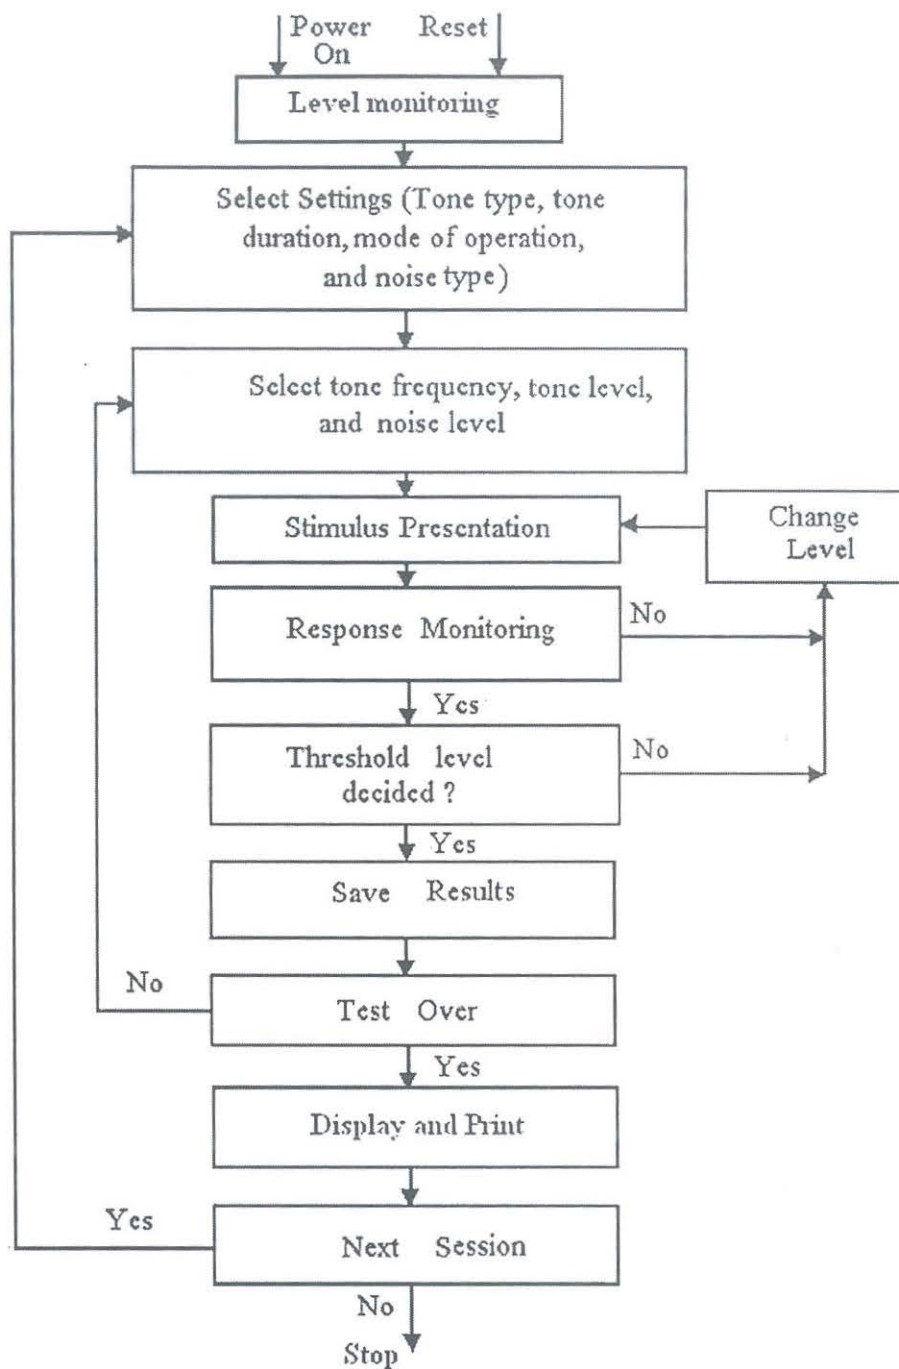 Power Reset
On
Level monitoring
Select Settings (Tone type, tone
duration, mode of operation,
and noise type)
Select tone frequency, tone level,
and noise level
Stimulus Presentation
Change
Level
Response Monitoring
No
Yes
Threshold level
decided ?
No
Yes
Save Results
No
Test Over
Yes
Display and Print
Yes
Next Session
No
Stop